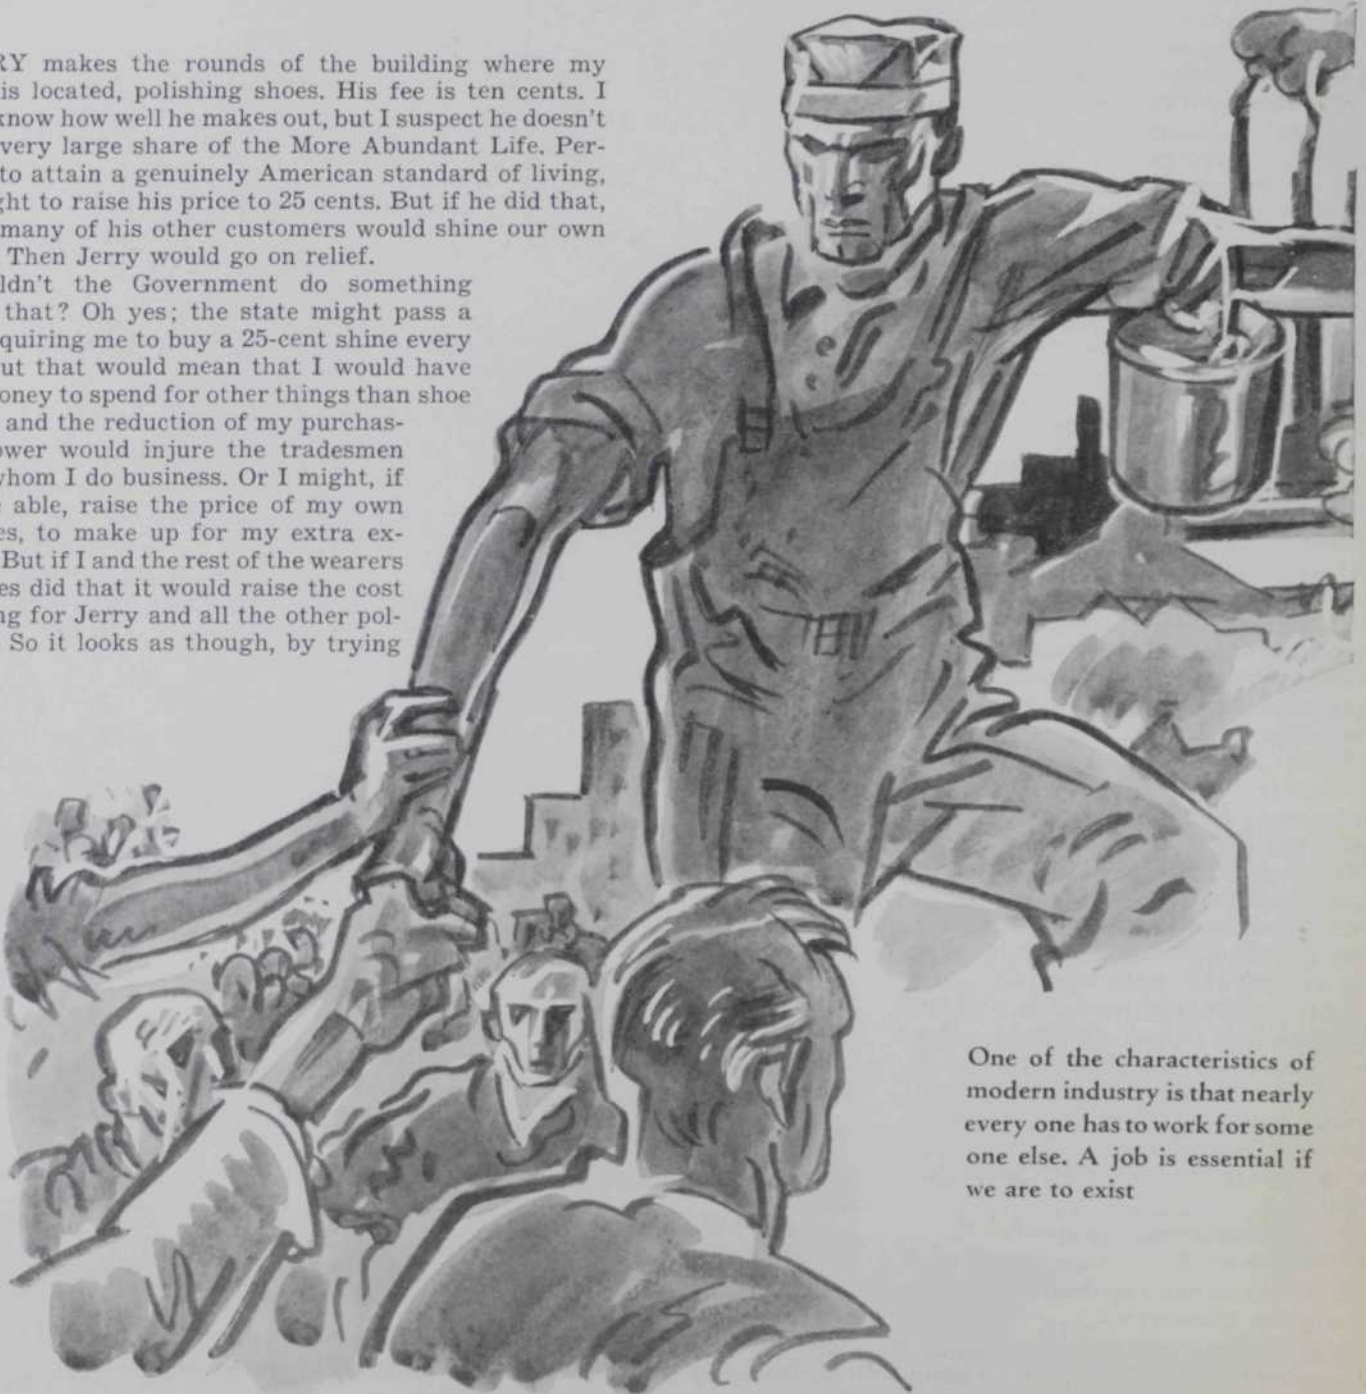 RY makes the rounds of the building where my
is located, polishing shoes. His fee is ten cents. I
know how well he makes out, but I suspect he doesn't
very large share of the More Abundant Life. Per-
to attain a genuinely American standard of living,
ght to raise his price to 25 cents. But if he did that,
many of his other customers would shine our own
Then Jerry would go on relief.
ldn't the Government do something
that? Oh yes; the state might pass a
quiring me to buy a 25-cent shine every
ut that would mean that I would have
oney to spend for other things than shoe
and the reduction of my purchas-
ower would injure the tradesmen
whom I do business. Or I might, if
e able, raise the price of my own
es, to make up for my extra ex-
But if I and the rest of the wearers
es did that it would raise the cost
ng for Jerry and all the other pol-
So it looks as though, by trying
One of the characteristics of
modern industry is that nearly
every one has to work for some
one else. A job is essential if
we are to exist